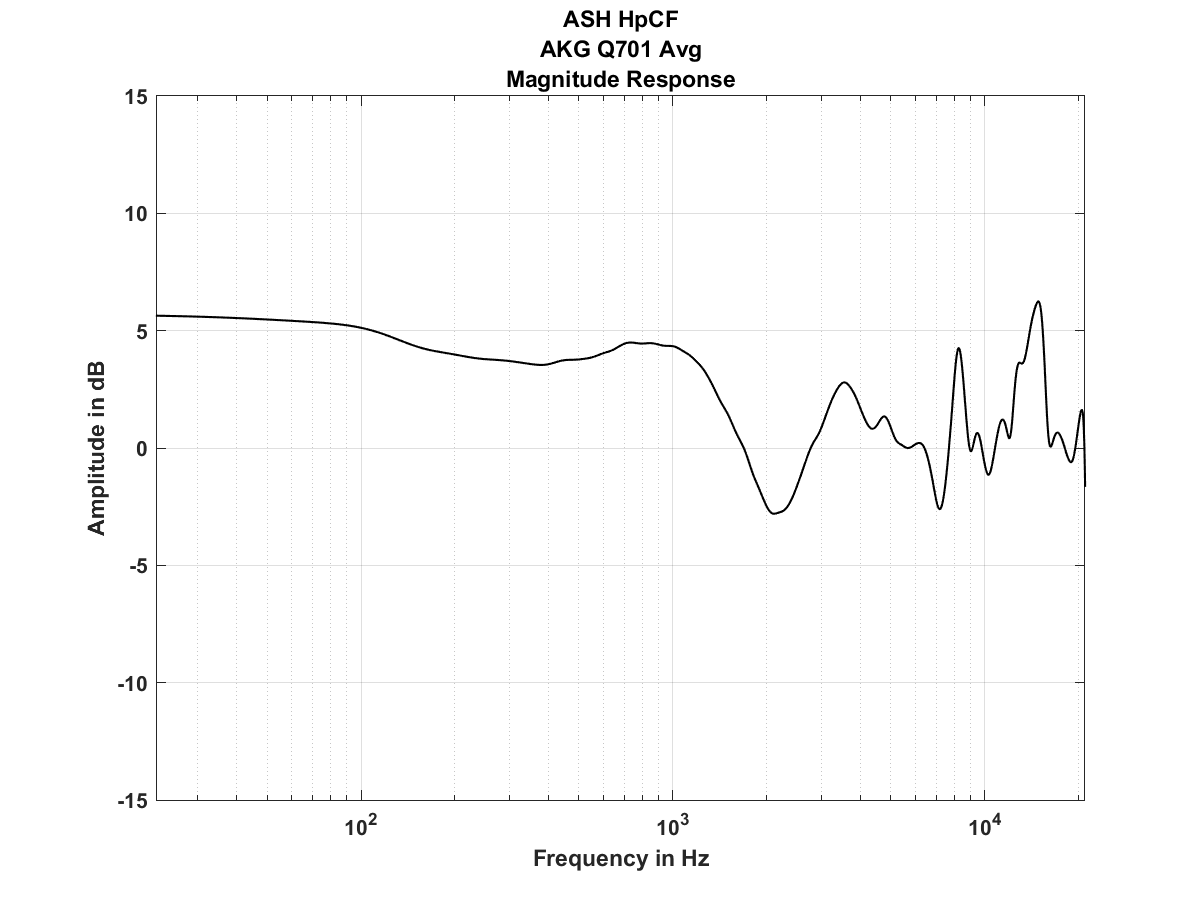 ASH HpCF
AKG Q701 Avg
Magnitude Response
15
10
5
0
-5
-10
-15
Amplitude in dB
10² 10³ 10⁴
Frequency in Hz